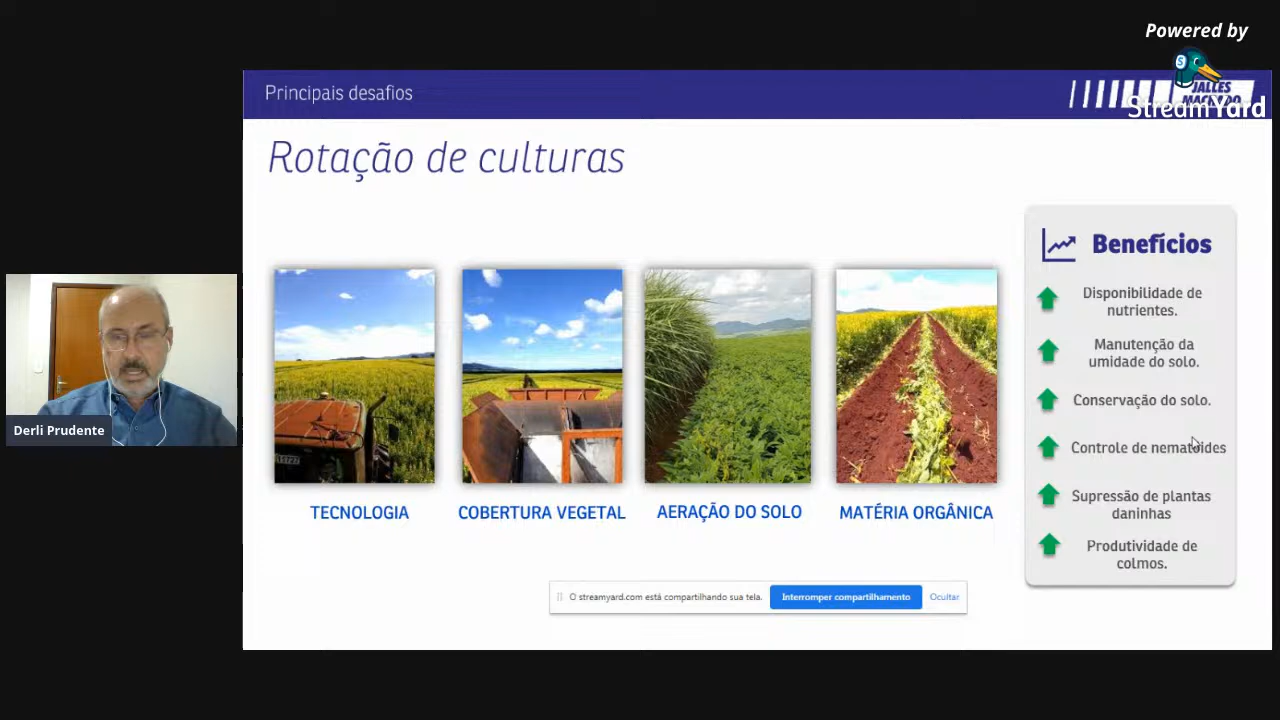 Powered by
StreamYard
Principais desafios
JALLES
Rotação de culturas
Benefícios
Disponibilidade de
nutrientes.
Manutenção da
umidade do solo.
Conservação do solo.
Controle de nematoides
Supressão de plantas
daninhas
Produtividade de
colmos.
TECNOLOGIA
COBERTURA VEGETAL
AERAÇÃO DO SOLO
MATÉRIA ORGÂNICA
Derli Prudente
O streamyard.com está compartilhando sua tela.
Interromper compartilhamento
Ocultar